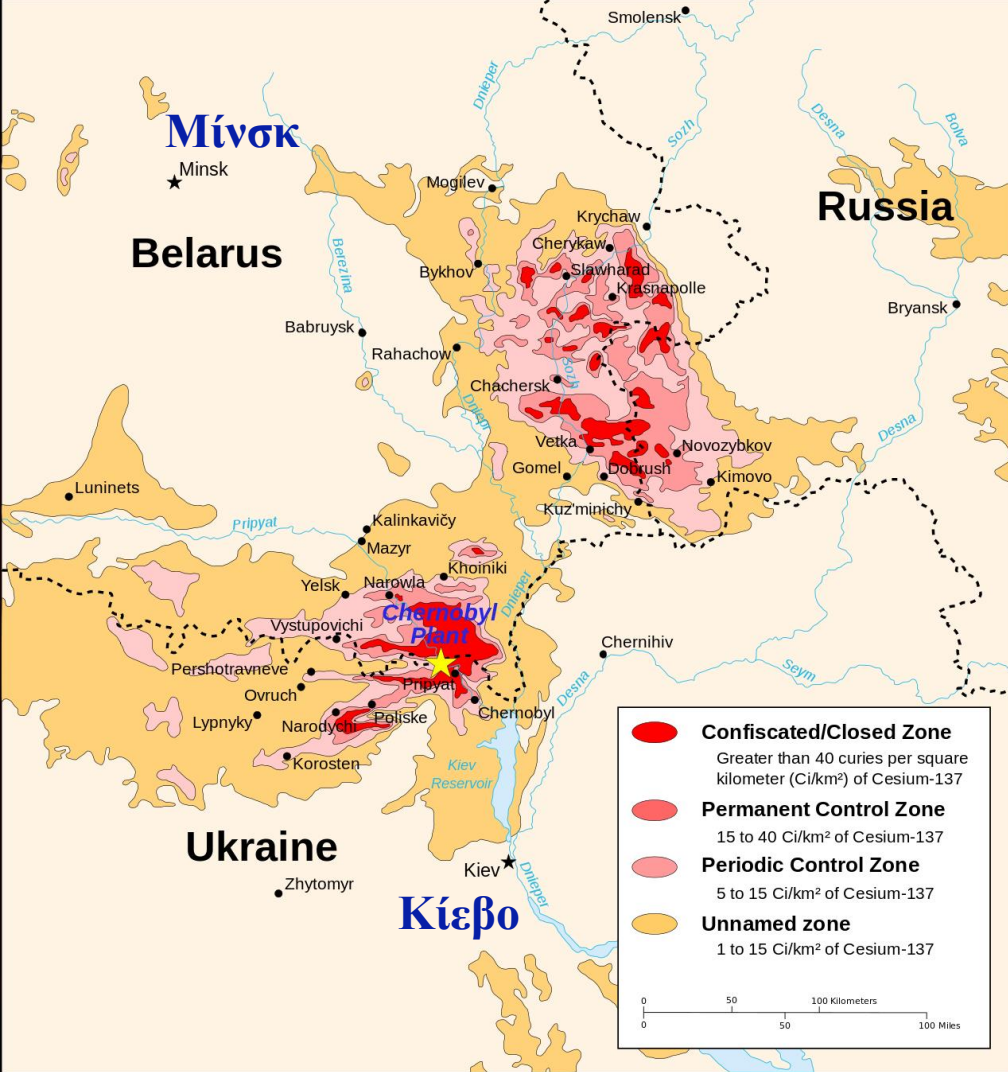 Smolensk
Dnieper
Sozh
Desna
Bolva
Μίνσκ
Minsk
Mogilev
Russia
Krychaw
Belarus
Cherykaw
Berezina
Bykhov
Slawharad
Krasnapolle
Bryansk
Babruysk
Rahachow
Sozh
Chachersk
Dniepr
Desna
Vetka
Novozybkov
Gomel
Dobrush
Kimovo
Luninets
Kuz'minichy
Pripyat
Kalinkavičy
Mazyr
Khoiniki
Yelsk
Narowla
Dnieper
Chernobyl
Plant
Vystupovichi
Chernihiv
Pershotravneve
Seym
Pripyat
Desna
Ovruch
Lypnyky
Narodychi
Poliske
Chernobyl
Korosten
Kiev
Reservoir
Ukraine
Kiev
Zhytomyr
Dnieper
Κίεβο
Confiscated/Closed Zone
Greater than 40 curies per square
kilometer (Ci/km²) of Cesium-137
Permanent Control Zone
15 to 40 Ci/km² of Cesium-137
Periodic Control Zone
5 to 15 Ci/km² of Cesium-137
Unnamed zone
1 to 15 Ci/km² of Cesium-137
0 50 100 Kilometers
0 50 100 Miles